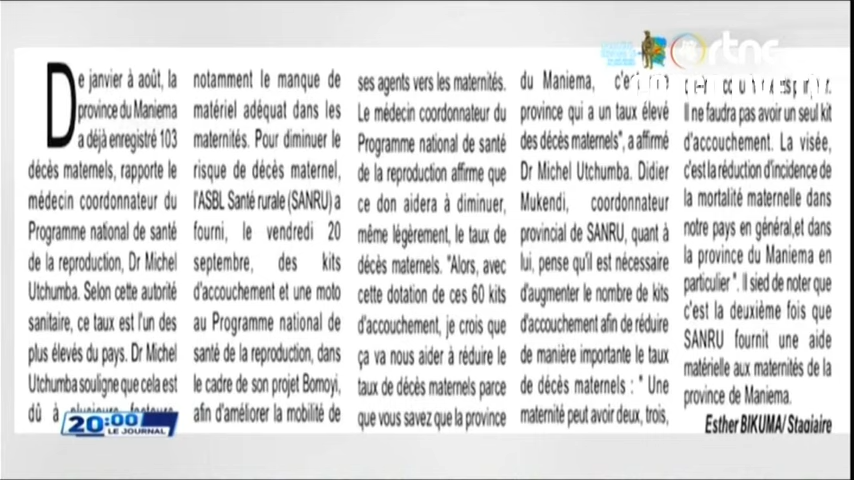 rtnc
De janvier à août, la
province du Maniema
a déjà enregistré 103
décès maternels, rapporte le
médecin coordonnateur du
Programme national de santé
de la reproduction, Dr Michel
Utchumba. Selon cette autorité
sanitaire, ce taux est l'un des
plus élevés du pays. Dr Michel
Utchumba souligne que cela est
dû à plusieurs facteurs,
notamment le manque de
matériel adéquat dans les
maternités. Pour diminuer le
risque de décès maternel,
l'ASBL Santé rurale (SANRU) a
fourni, le vendredi 20
septembre, des kits
d'accouchement et une moto
au Programme national de
santé de la reproduction, dans
le cadre de son projet Bomoyi,
afin d'améliorer la mobilité de
ses agents vers les maternités.
Le médecin coordonnateur du
Programme national de santé
de la reproduction affirme que
ce don aidera à diminuer,
même légèrement, le taux de
décès maternels. "Alors, avec
cette dotation de ces 60 kits
d'accouchement, je crois que
ça va nous aider à réduire le
taux de décès maternels parce
que vous savez que la province
du Maniema, c'est une
province qui a un taux élevé
des décès maternels", a affirmé
Dr Michel Utchumba. Didier
Mukendi, coordonnateur
provincial de SANRU, quant à
lui, pense qu'il est nécessaire
d'augmenter le nombre de kits
d'accouchement afin de réduire
de manière importante le taux
de décès maternels : " Une
maternité peut avoir deux, trois,
par jour.
Il ne faudra pas avoir un seul kit
d'accouchement. La visée,
c'est la réduction d'incidence de
la mortalité maternelle dans
notre pays en général,et dans
la province du Maniema en
particulier ". Il sied de noter que
c'est la deuxième fois que
SANRU fournit une aide
matérielle aux maternités de la
province de Maniema.
Esther BIKUMA/ Stagiaire
20:00
LE JOURNAL